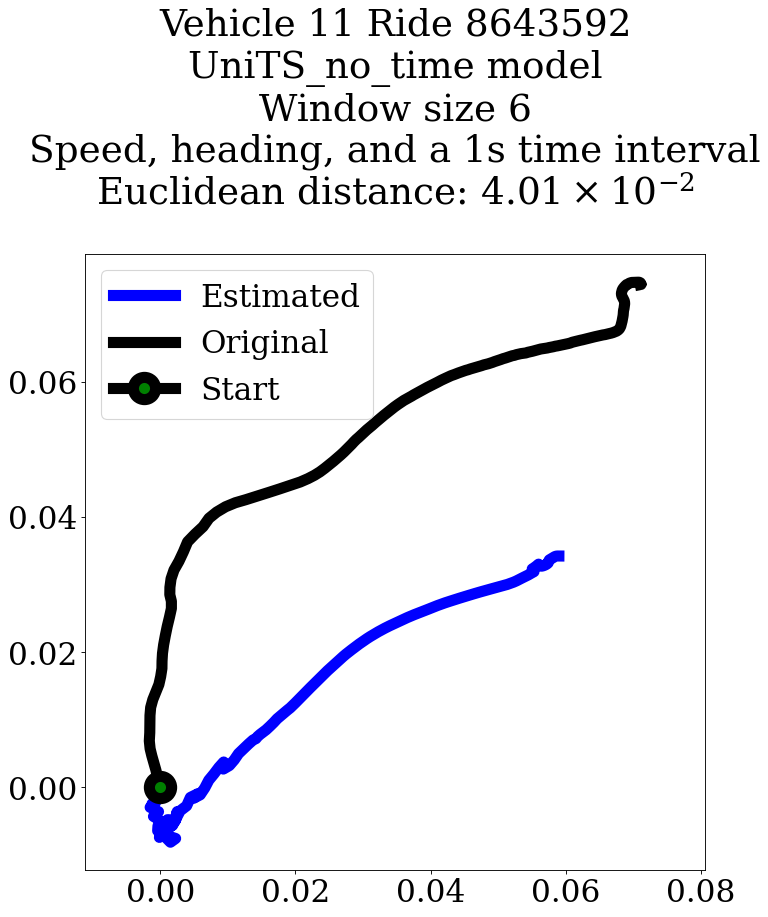 Vehicle 11 Ride 8643592
UniTS_no_time model
Window size 6
Speed, heading, and a 1s time interval
Euclidean distance: 4.01 × 10⁻²
Estimated
Original
Start
0.06
0.04
0.02
0.00
0.00 0.02 0.04 0.06 0.08